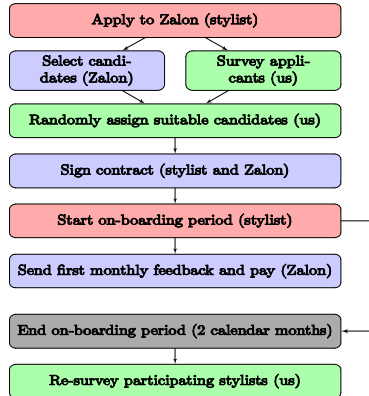 Apply to Zalon (stylist)
Select candi-
dates (Zalon)
Survey appli-
cants (us)
Randomly assign suitable candidates (us)
Sign contract (stylist and Zalon)
Start on-boarding period (stylist)
Send first monthly feedback and pay (Zalon)
End on-boarding period (2 calendar months)
Re-survey participating stylists (us)